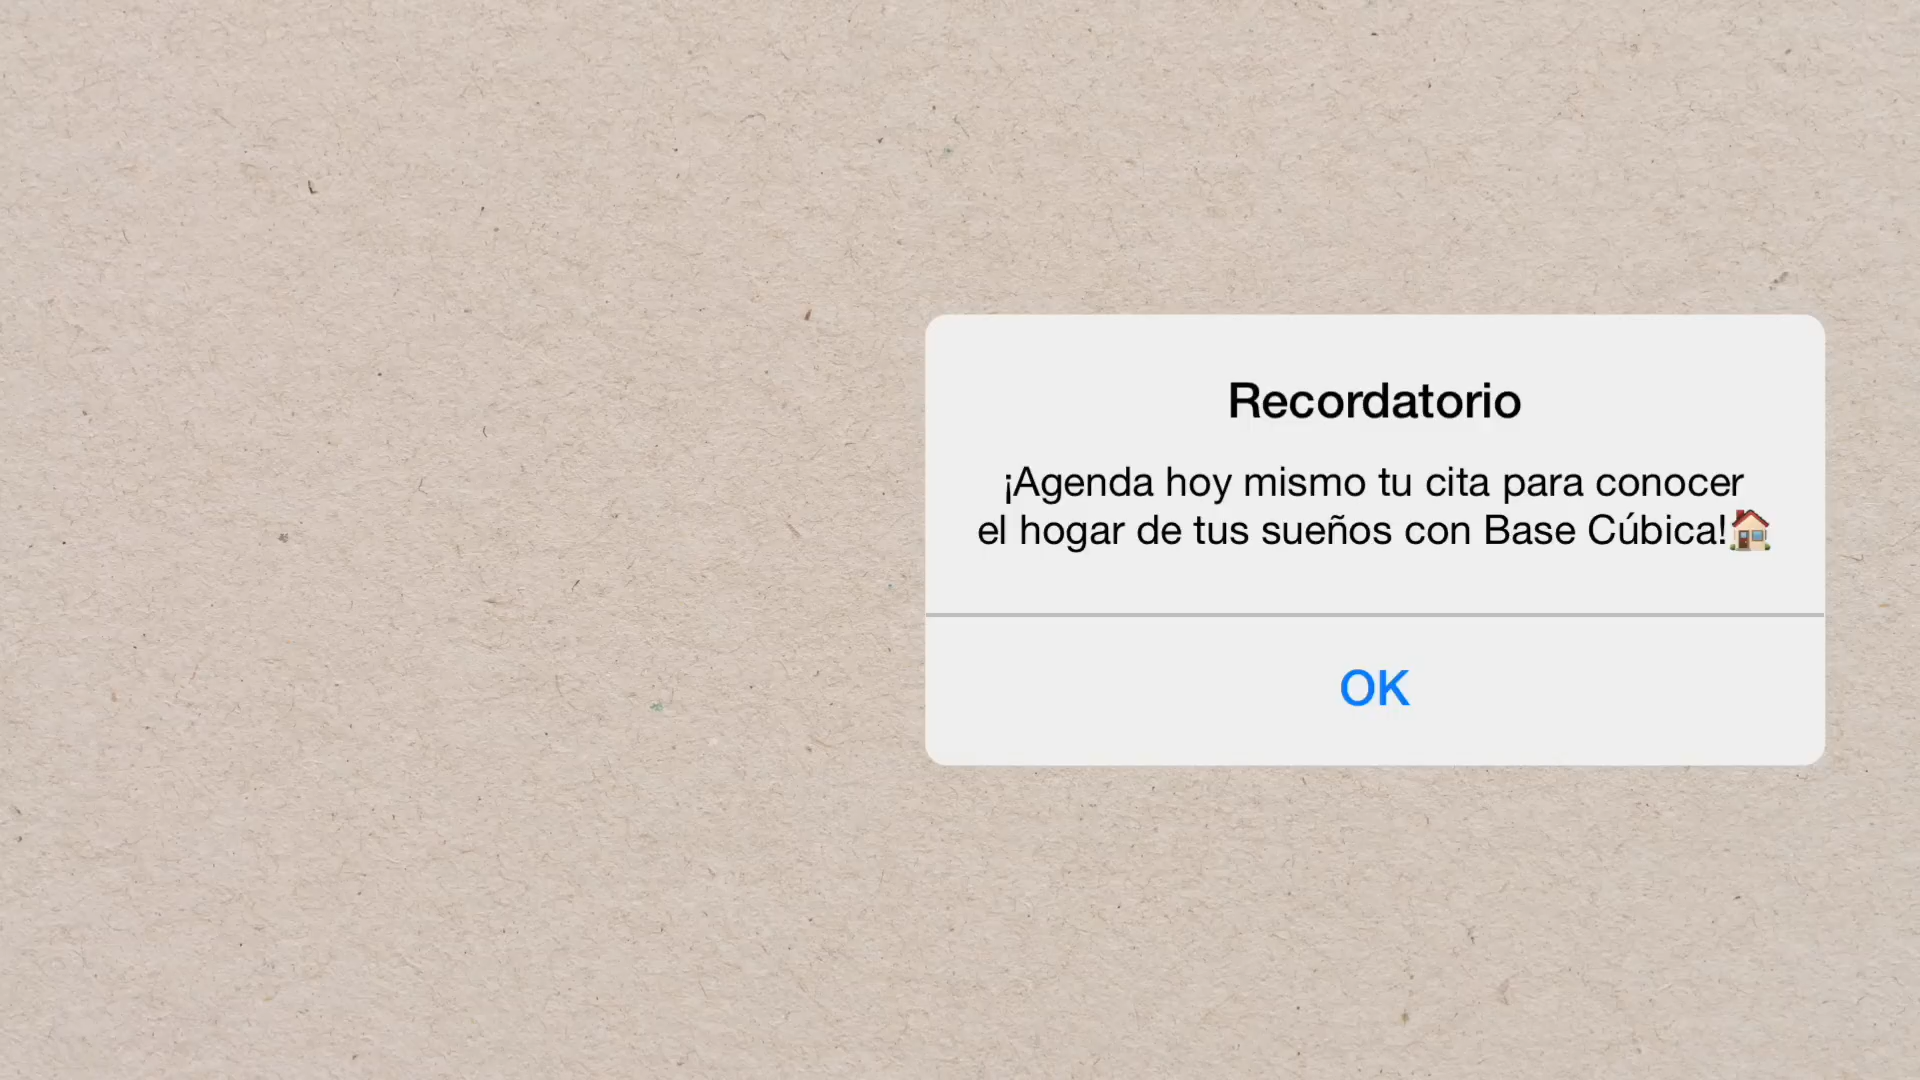 Recordatorio
¡Agenda hoy mismo tu cita para conocer
el hogar de tus sueños con Base Cúbica!🏠
OK